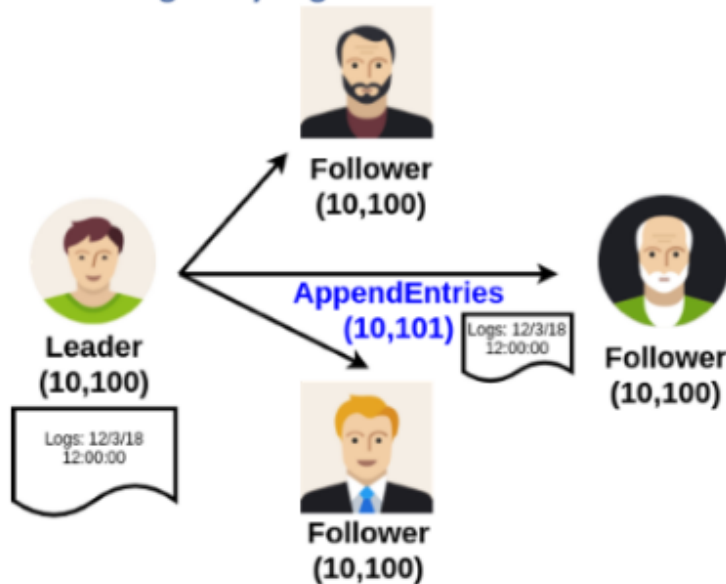 Follower
(10,100)
AppendEntries
(10,101)
Logs: 12/3/18
12:00:00
Leader
(10,100)
Follower
(10,100)
Logs: 12/3/18
12:00:00
Follower
(10,100)